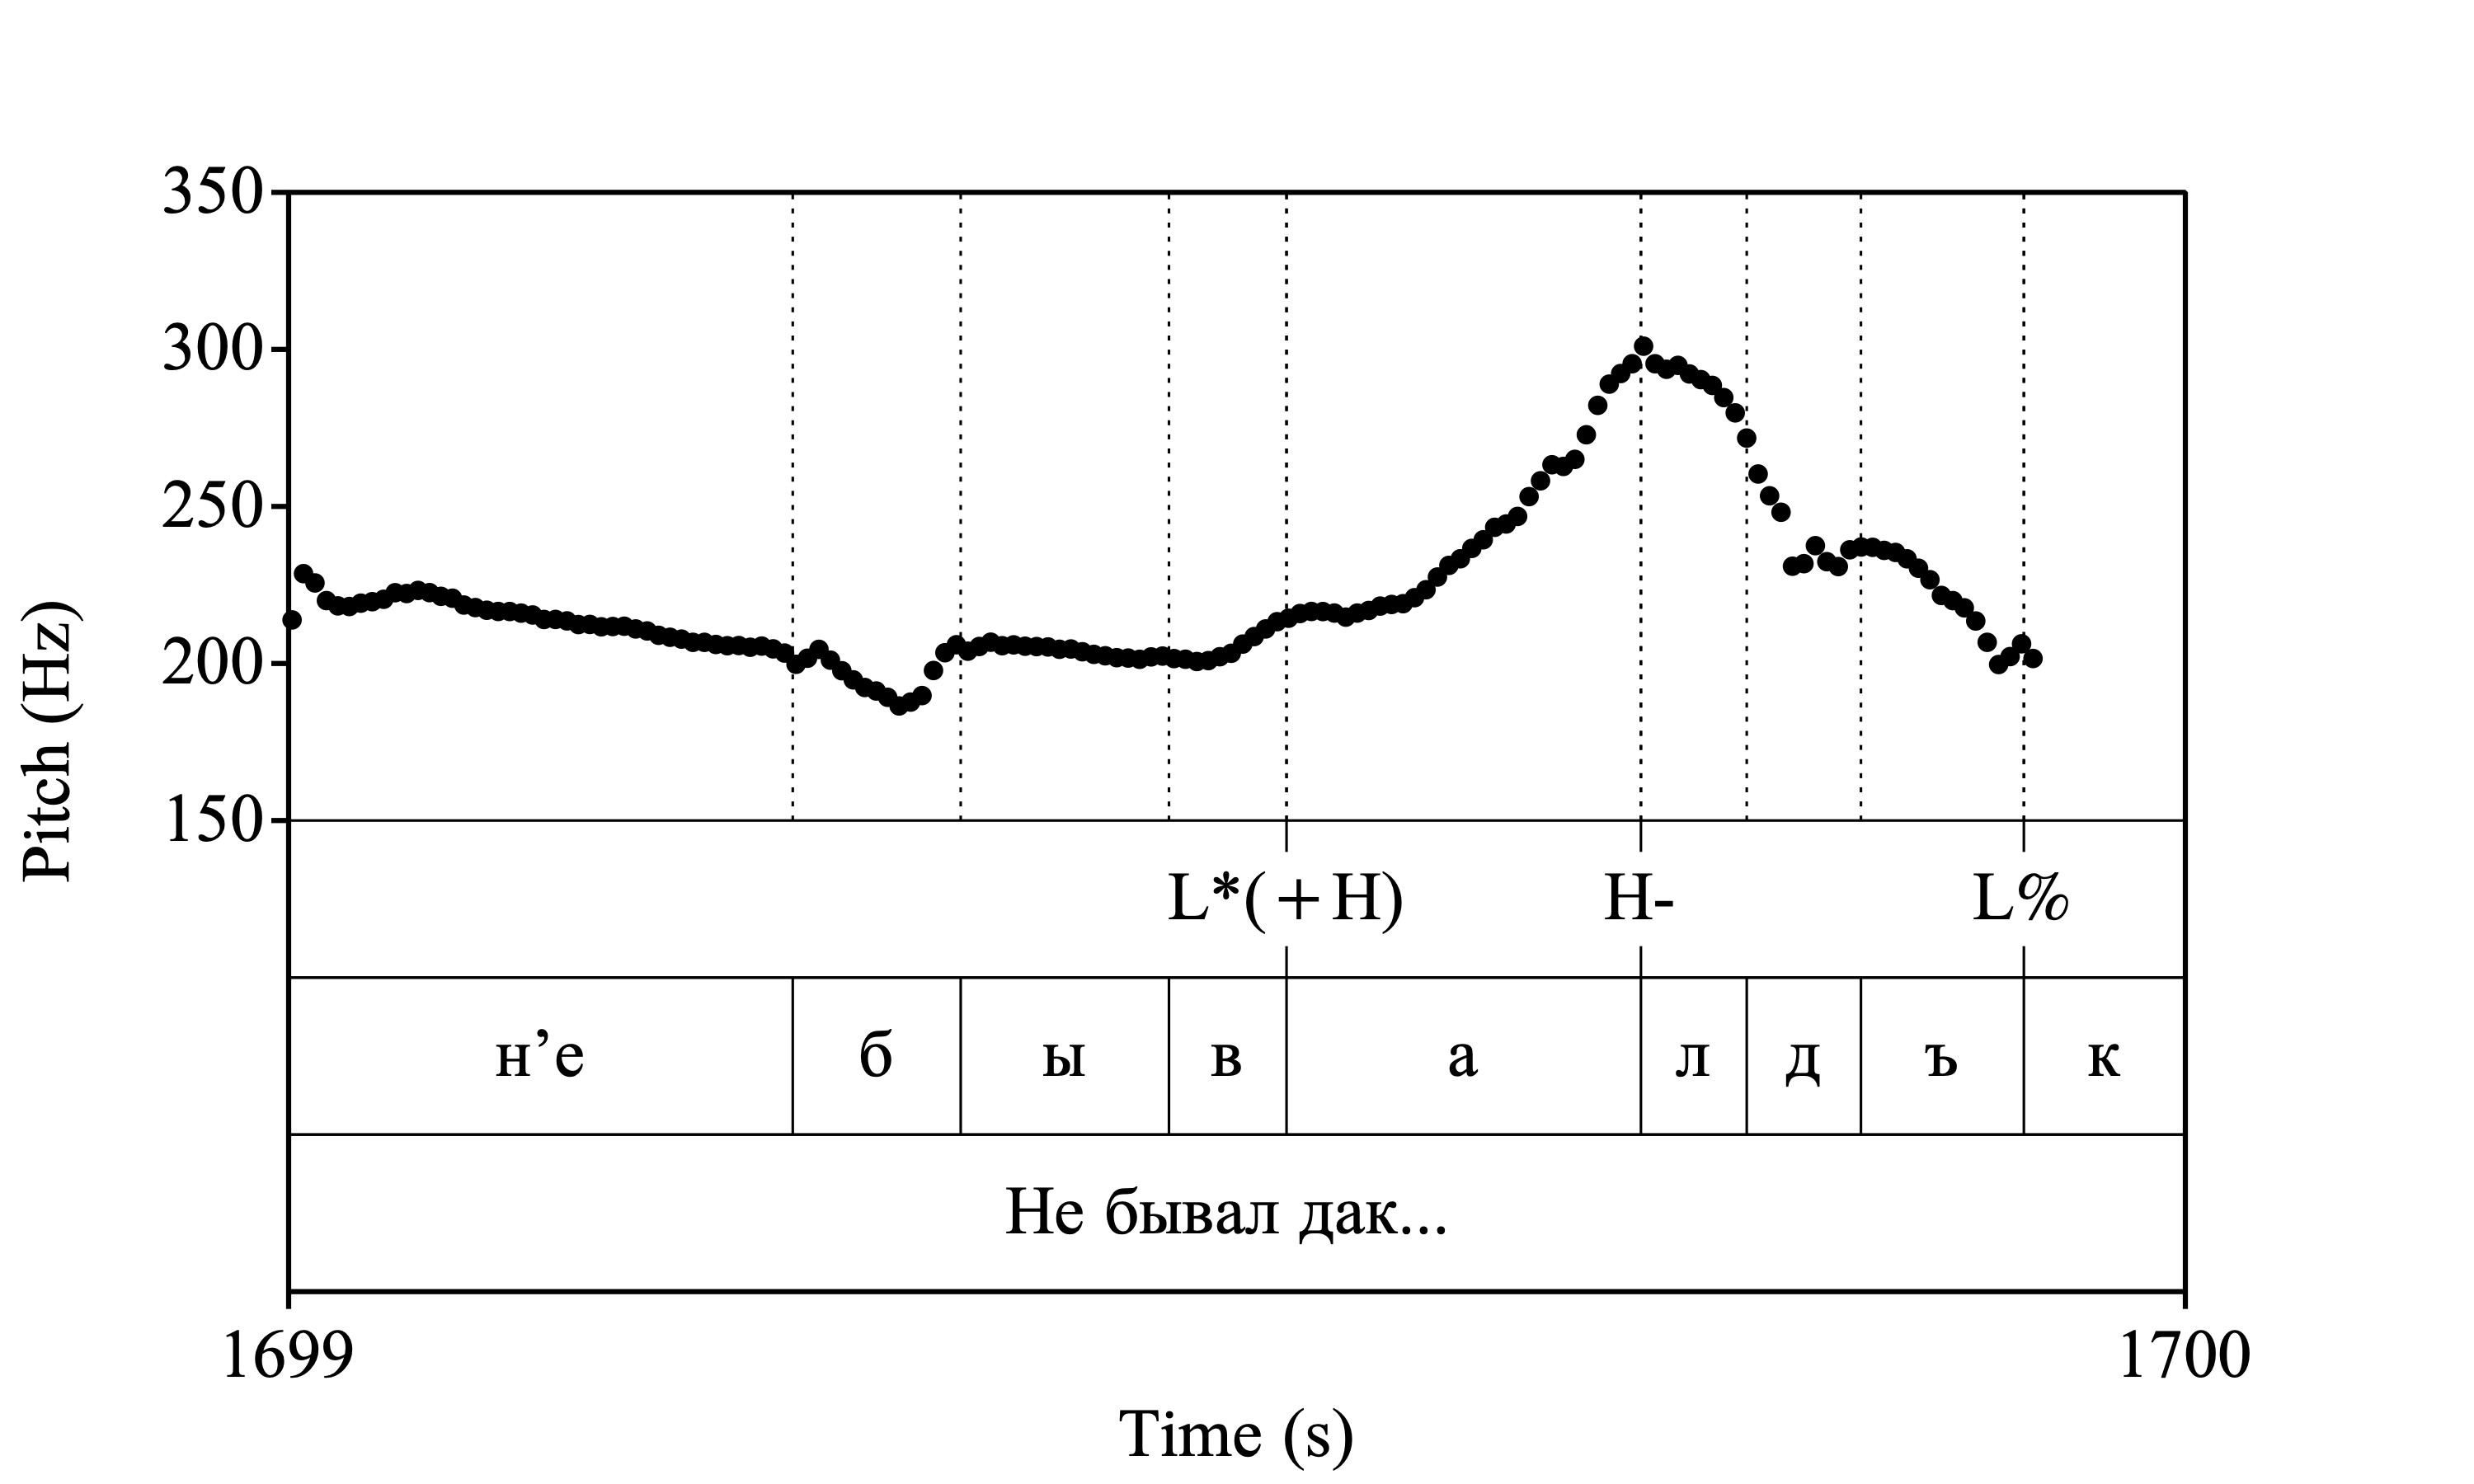 350
300
250
200
150
Pitch (Hz)
L*(+H) H- L%
н’е б ы в а л д ъ к
Не бывал дак...
1699 1700
Time (s)